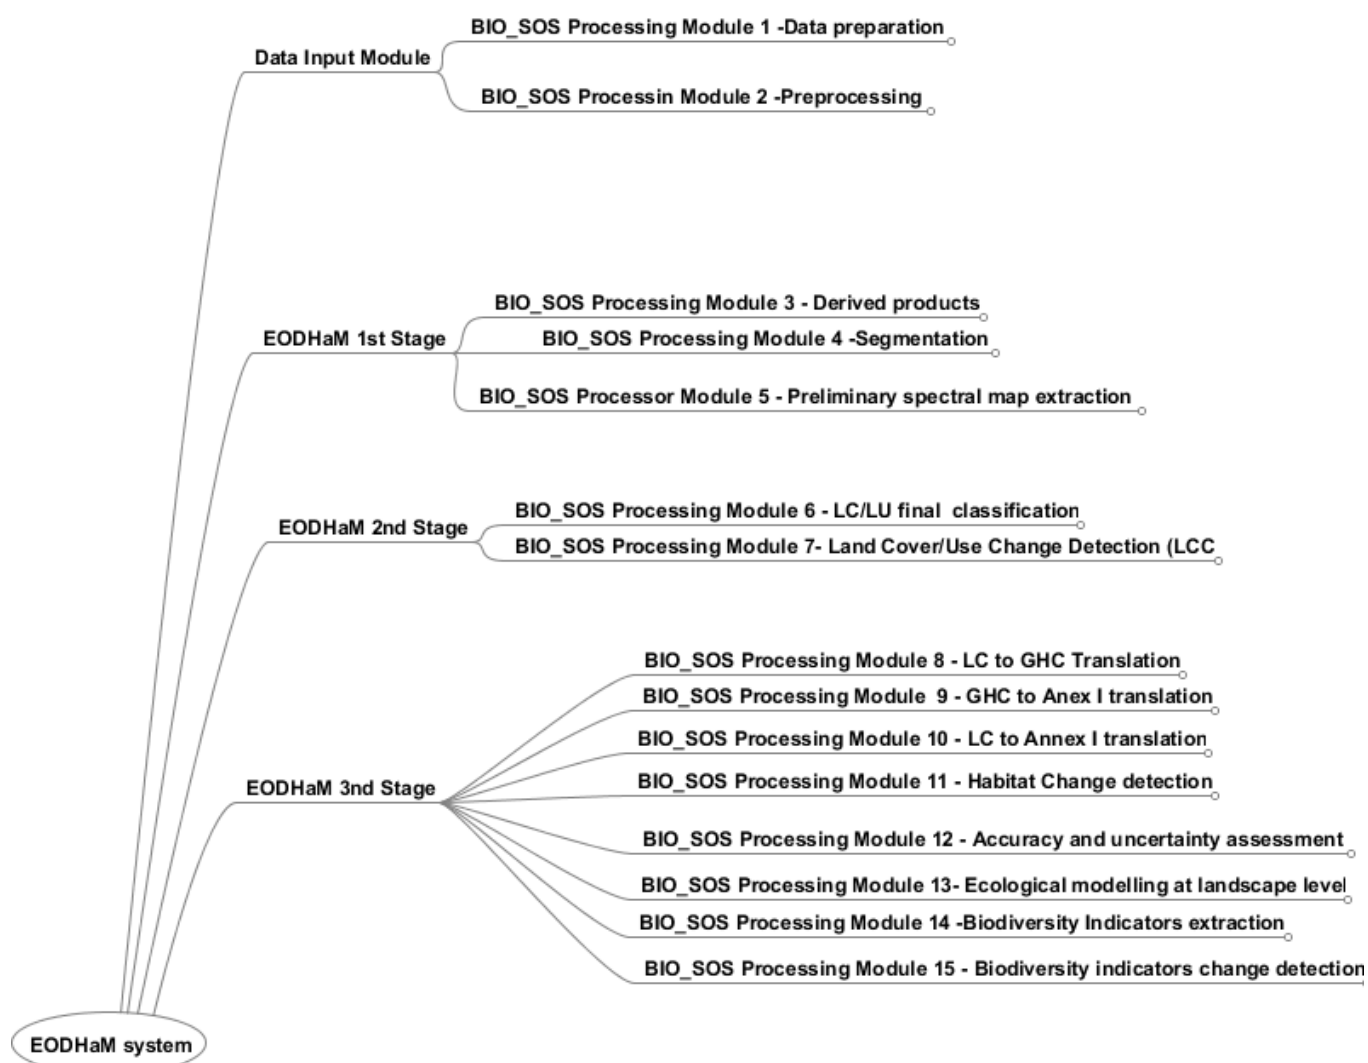 Data Input Module
BIO_SOS Processing Module 1 -Data preparation
BIO_SOS Processin Module 2 -Preprocessing
EODHaM 1st Stage
BIO_SOS Processing Module 3 - Derived products
BIO_SOS Processing Module 4 -Segmentation
BIO_SOS Processor Module 5 - Preliminary spectral map extraction
EODHaM 2nd Stage
BIO_SOS Processing Module 6 - LC/LU final  classification
BIO_SOS Processing Module 7- Land Cover/Use Change Detection (LCC
EODHaM 3nd Stage
BIO_SOS Processing Module 8 - LC to GHC Translation
BIO_SOS Processing Module  9 - GHC to Anex I translation
BIO_SOS Processing Module 10 - LC to Annex I translation
BIO_SOS Processing Module 11 - Habitat Change detection
BIO_SOS Processing Module 12 - Accuracy and uncertainty assessment
BIO_SOS Processing Module 13- Ecological modelling at landscape level
BIO_SOS Processing Module 14 -Biodiversity Indicators extraction
BIO_SOS Processing Module 15 - Biodiversity indicators change detection
EODHaM system